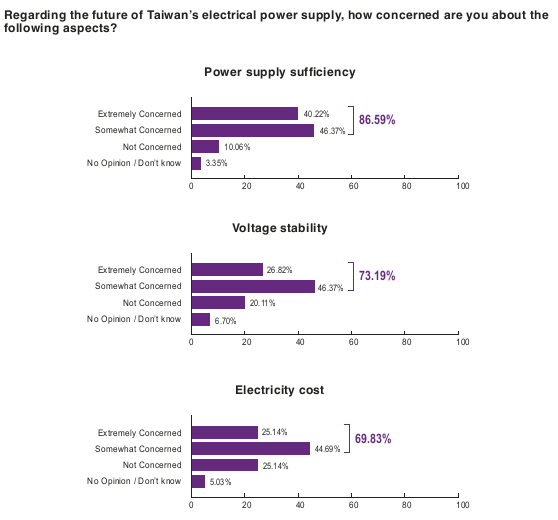 Regarding the future of Taiwan's electrical power supply, how concerned are you about the
following aspects?
Power supply sufficiency
Extremely Concerned 40.22%
86.59%
Somewhat Concerned 46.37%
Not Concerned 10.06%
No Opinion / Don't know 3.35%
0 20 40 60 80 100
Voltage stability
Extremely Concerned 26.82%
73.19%
Somewhat Concerned 46.37%
Not Concerned 20.11%
No Opinion / Don't know 6.70%
0 20 40 60 80 100
Electricity cost
Extremely Concerned 25.14%
69.83%
Somewhat Concerned 44.69%
Not Concerned 25.14%
No Opinion / Don't know 5.03%
0 20 40 60 80 100